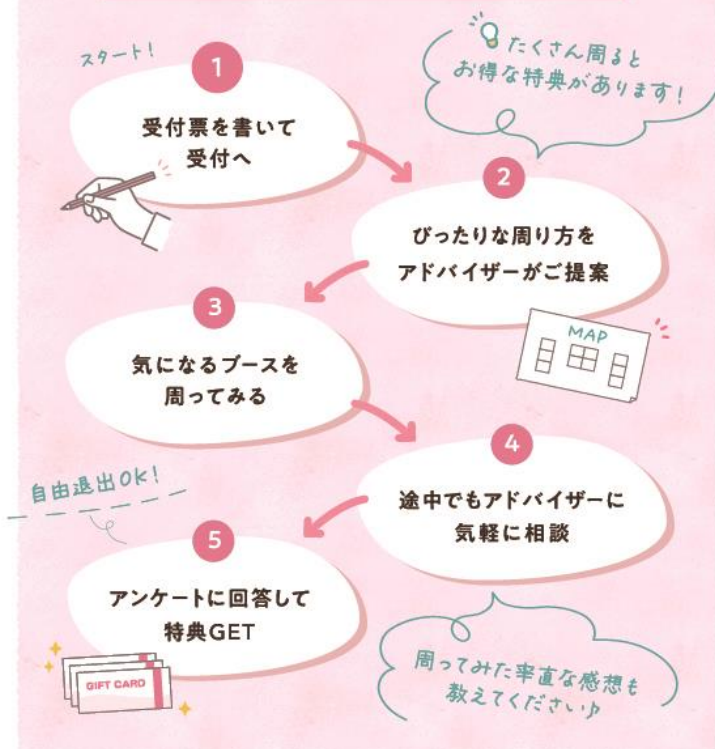 スタート!
1
受付票を書いて
受付へ
たくさん周ると
お得な特典があります!
2
ぴったりな周り方を
アドバイザーがご提案
MAP
3
気になるブースを
周ってみる
4
途中でもアドバイザーに
気軽に相談
周ってみた率直な感想も
教えてください♪
自由退出OK!
5
アンケートに回答して
特典GET
GIFT CARD